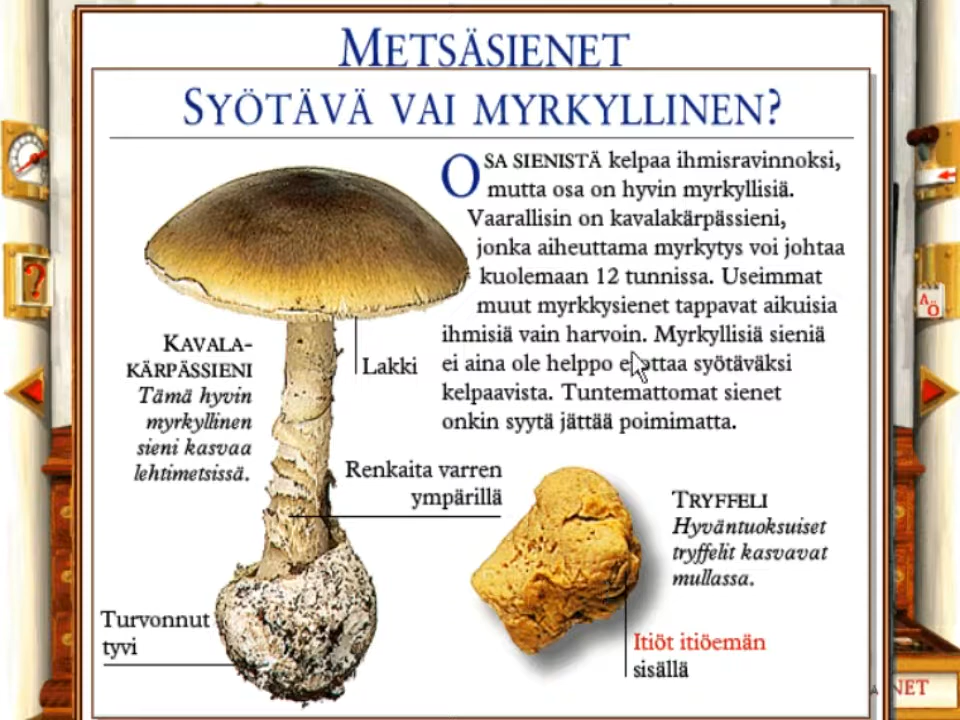 METSÄSIENET
SYÖTÄVÄ VAI MYRKYLLINEN?
OSA SIENISTÄ kelpaa ihmisravinnoksi,
mutta osa on hyvin myrkyllisiä.
Vaarallisin on kavalakärpässieni,
jonka aiheuttama myrkytys voi johtaa
kuolemaan 12 tunnissa. Useimmat
muut myrkkysienet tappavat aikuisia
ihmisiä vain harvoin. Myrkyllisiä sieniä
ei aina ole helppo erottaa syötäväksi
kelpaavista. Tuntemattomat sienet
onkin syytä jättää poimimatta.
KAVALA-
KÄRPÄSSIENI
Tämä hyvin
myrkyllinen
sieni kasvaa
lehtimetsissä.
Lakki
Renkaita varren
ympärillä
Turvonnut
tyvi
TRYFFELI
Hyväntuoksuiset
tryffelit kasvavat
mullassa.
Itiöt itiöemän
sisällä
?
A
Ö